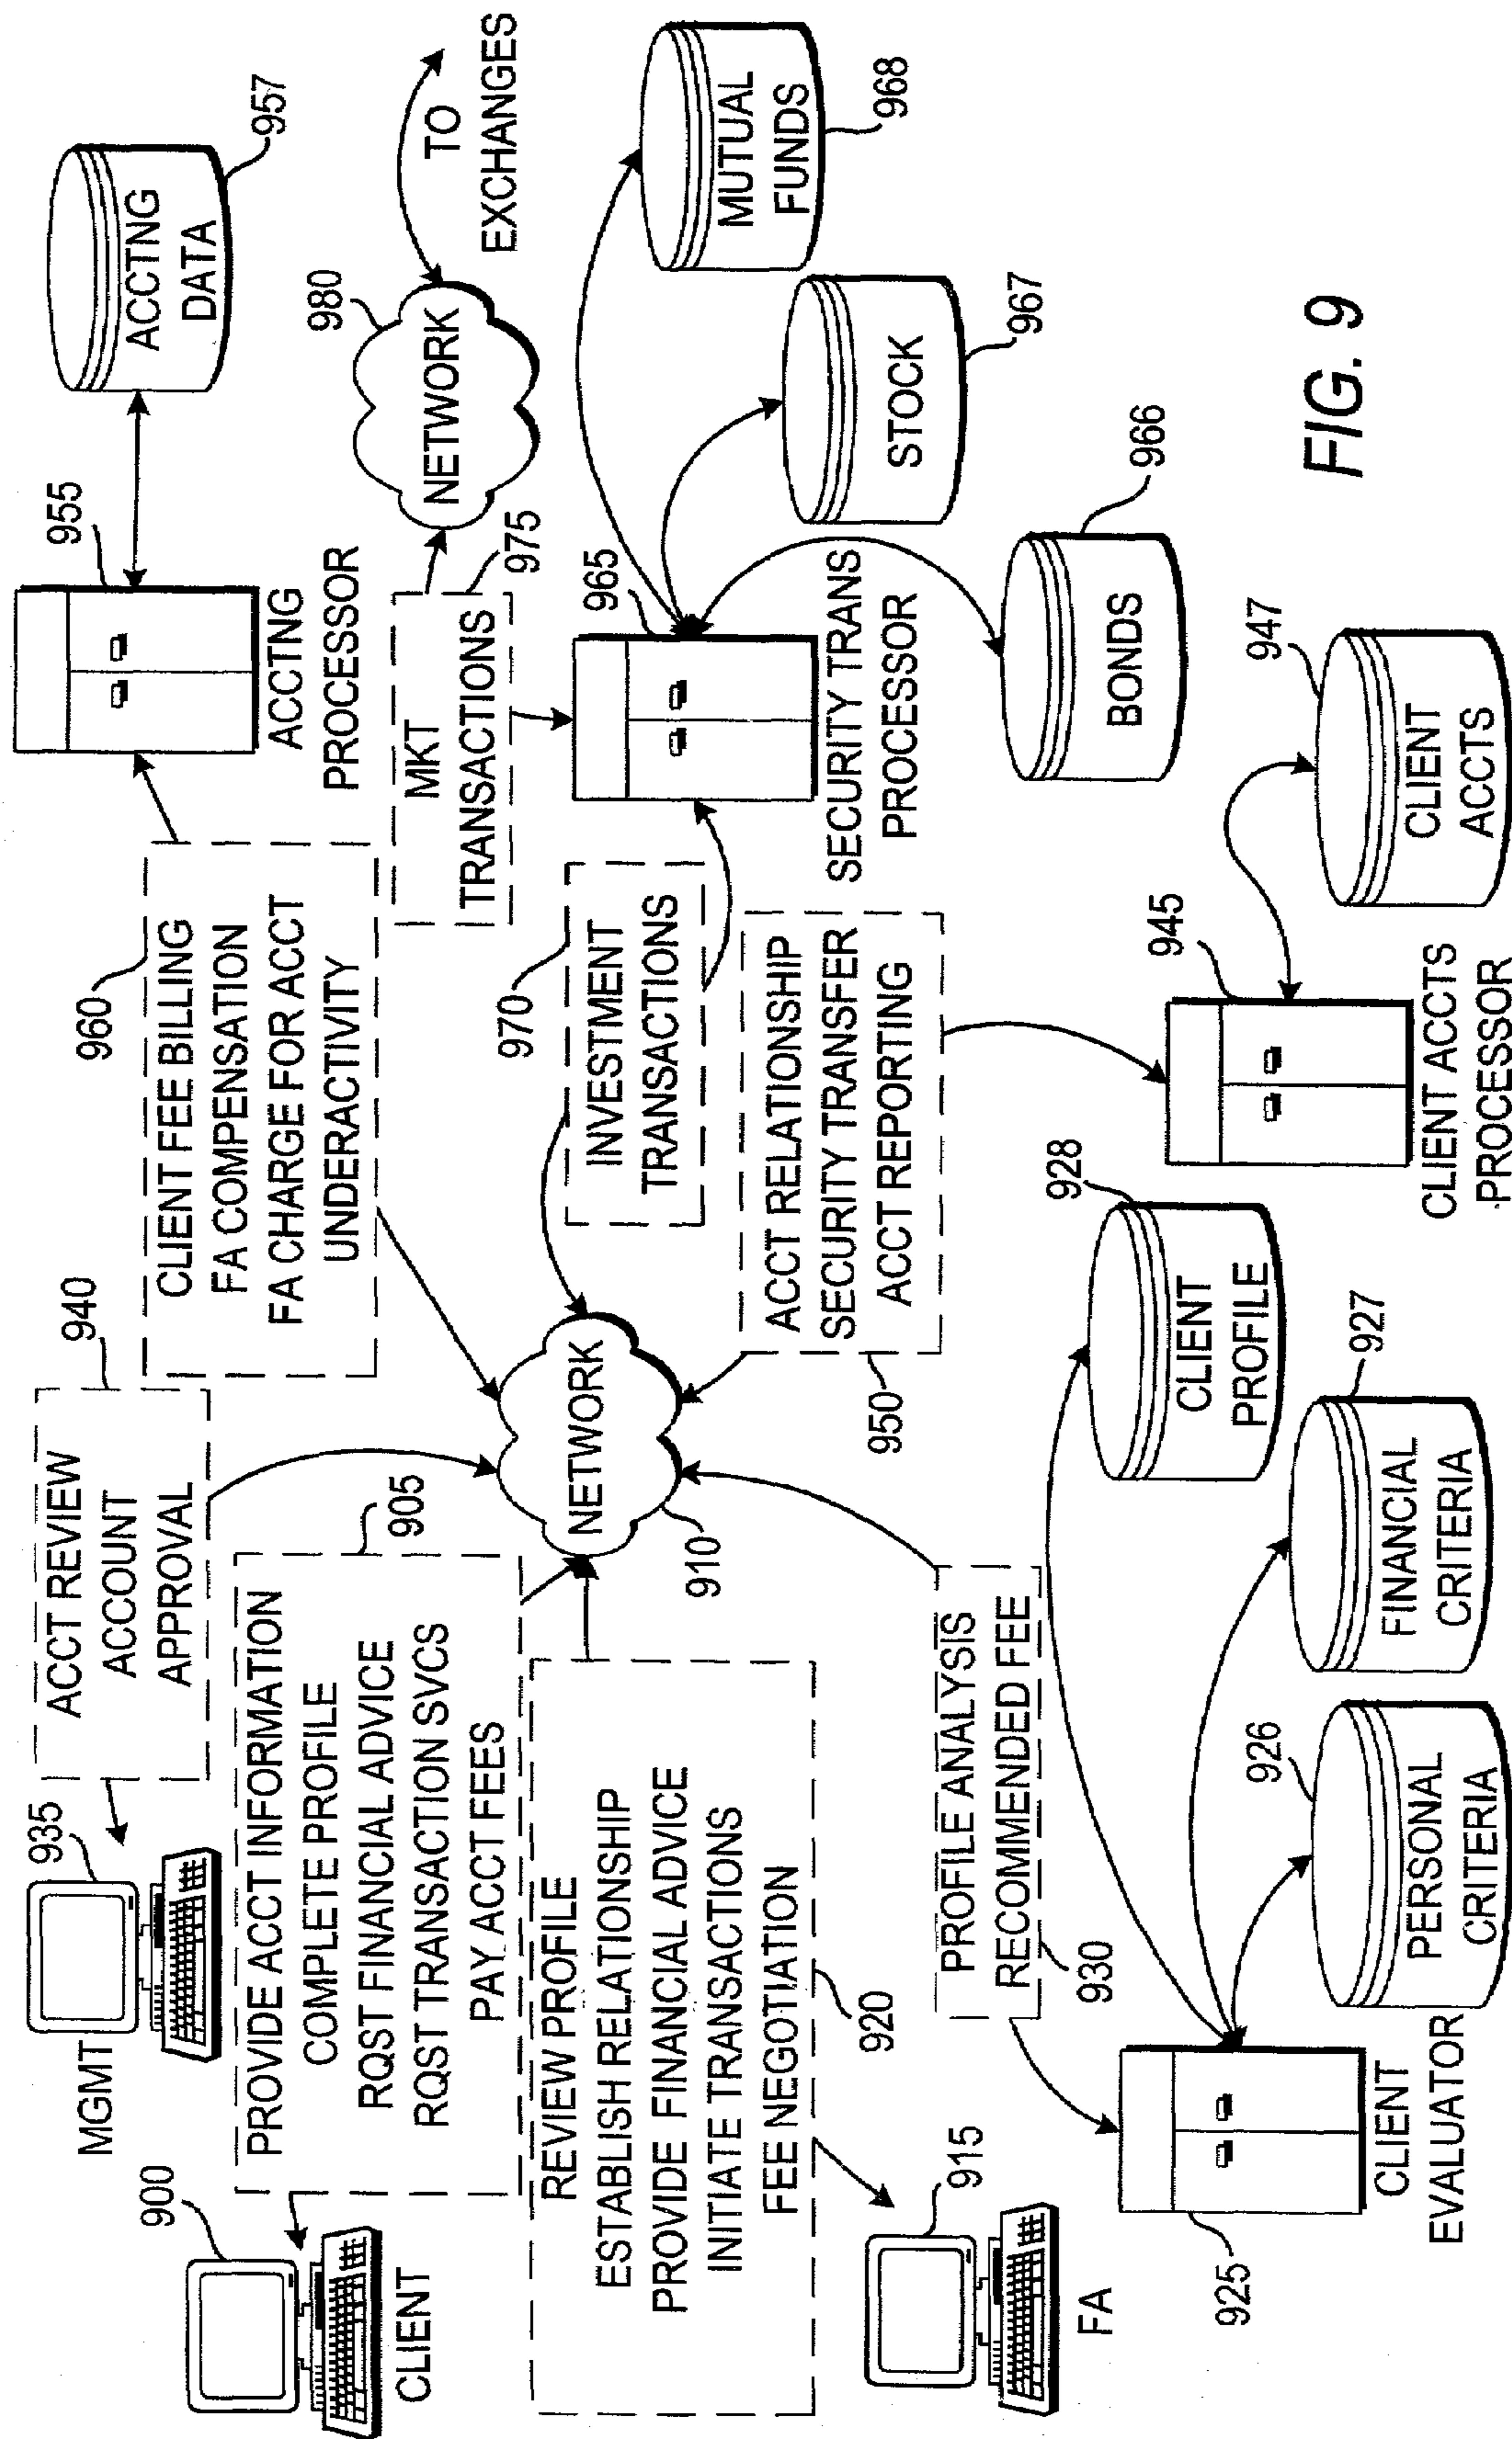 935
MGMT
940
ACCT REVIEW
ACCOUNT
APPROVAL
960
CLIENT FEE BILLING
FA COMPENSATION
FA CHARGE FOR ACCT
UNDERACTIVITY
955
ACCTNG
PROCESSOR
ACCTNG
DATA
957
900
CLIENT
PROVIDE ACCT INFORMATION
COMPLETE PROFILE
RQST FINANCIAL ADVICE
RQST TRANSACTION SVCS
PAY ACCT FEES
905
MKT
TRANSACTIONS
975
980
NETWORK
TO
EXCHANGES
REVIEW PROFILE
ESTABLISH RELATIONSHIP
PROVIDE FINANCIAL ADVICE
INITIATE TRANSACTIONS
FEE NEGOTIATION
920
NETWORK
910
970
INVESTMENT
TRANSACTIONS
965
SECURITY TRANS
PROCESSOR
MUTUAL
FUNDS
968
STOCK
967
BONDS
966
915
FA
ACCT RELATIONSHIP
SECURITY TRANSFER
ACCT REPORTING
950
PROFILE ANALYSIS
RECOMMENDED FEE
930
925
CLIENT
EVALUATOR
928
CLIENT
PROFILE
927
FINANCIAL
CRITERIA
926
PERSONAL
CRITERIA
945
CLIENT ACCTS
PROCESSOR
947
CLIENT
ACCTS
FIG. 9